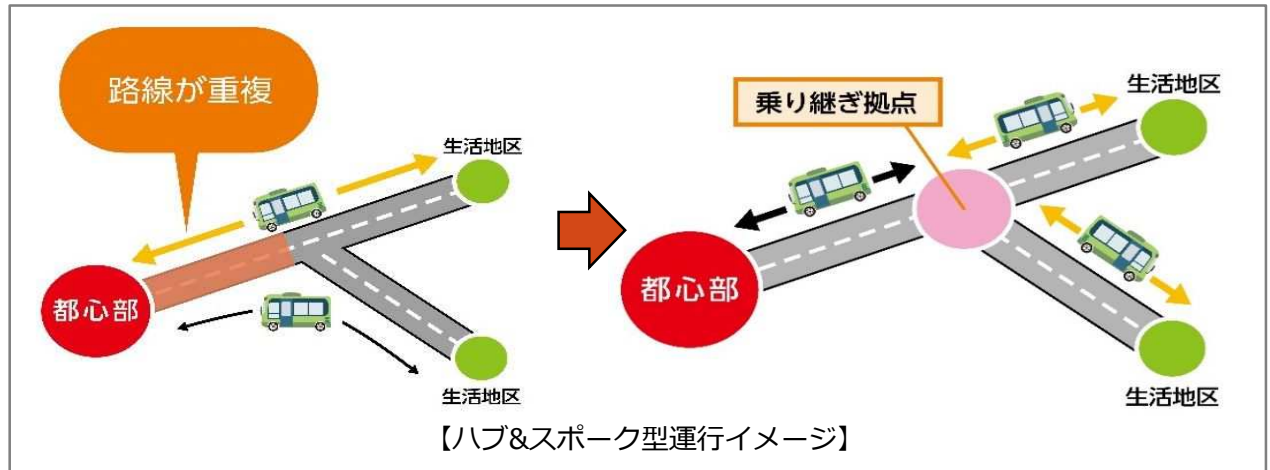 路線が重複
生活地区
都心部
生活地区
乗り継ぎ拠点
生活地区
都心部
生活地区
【ハブ&スポーク型運行イメージ】